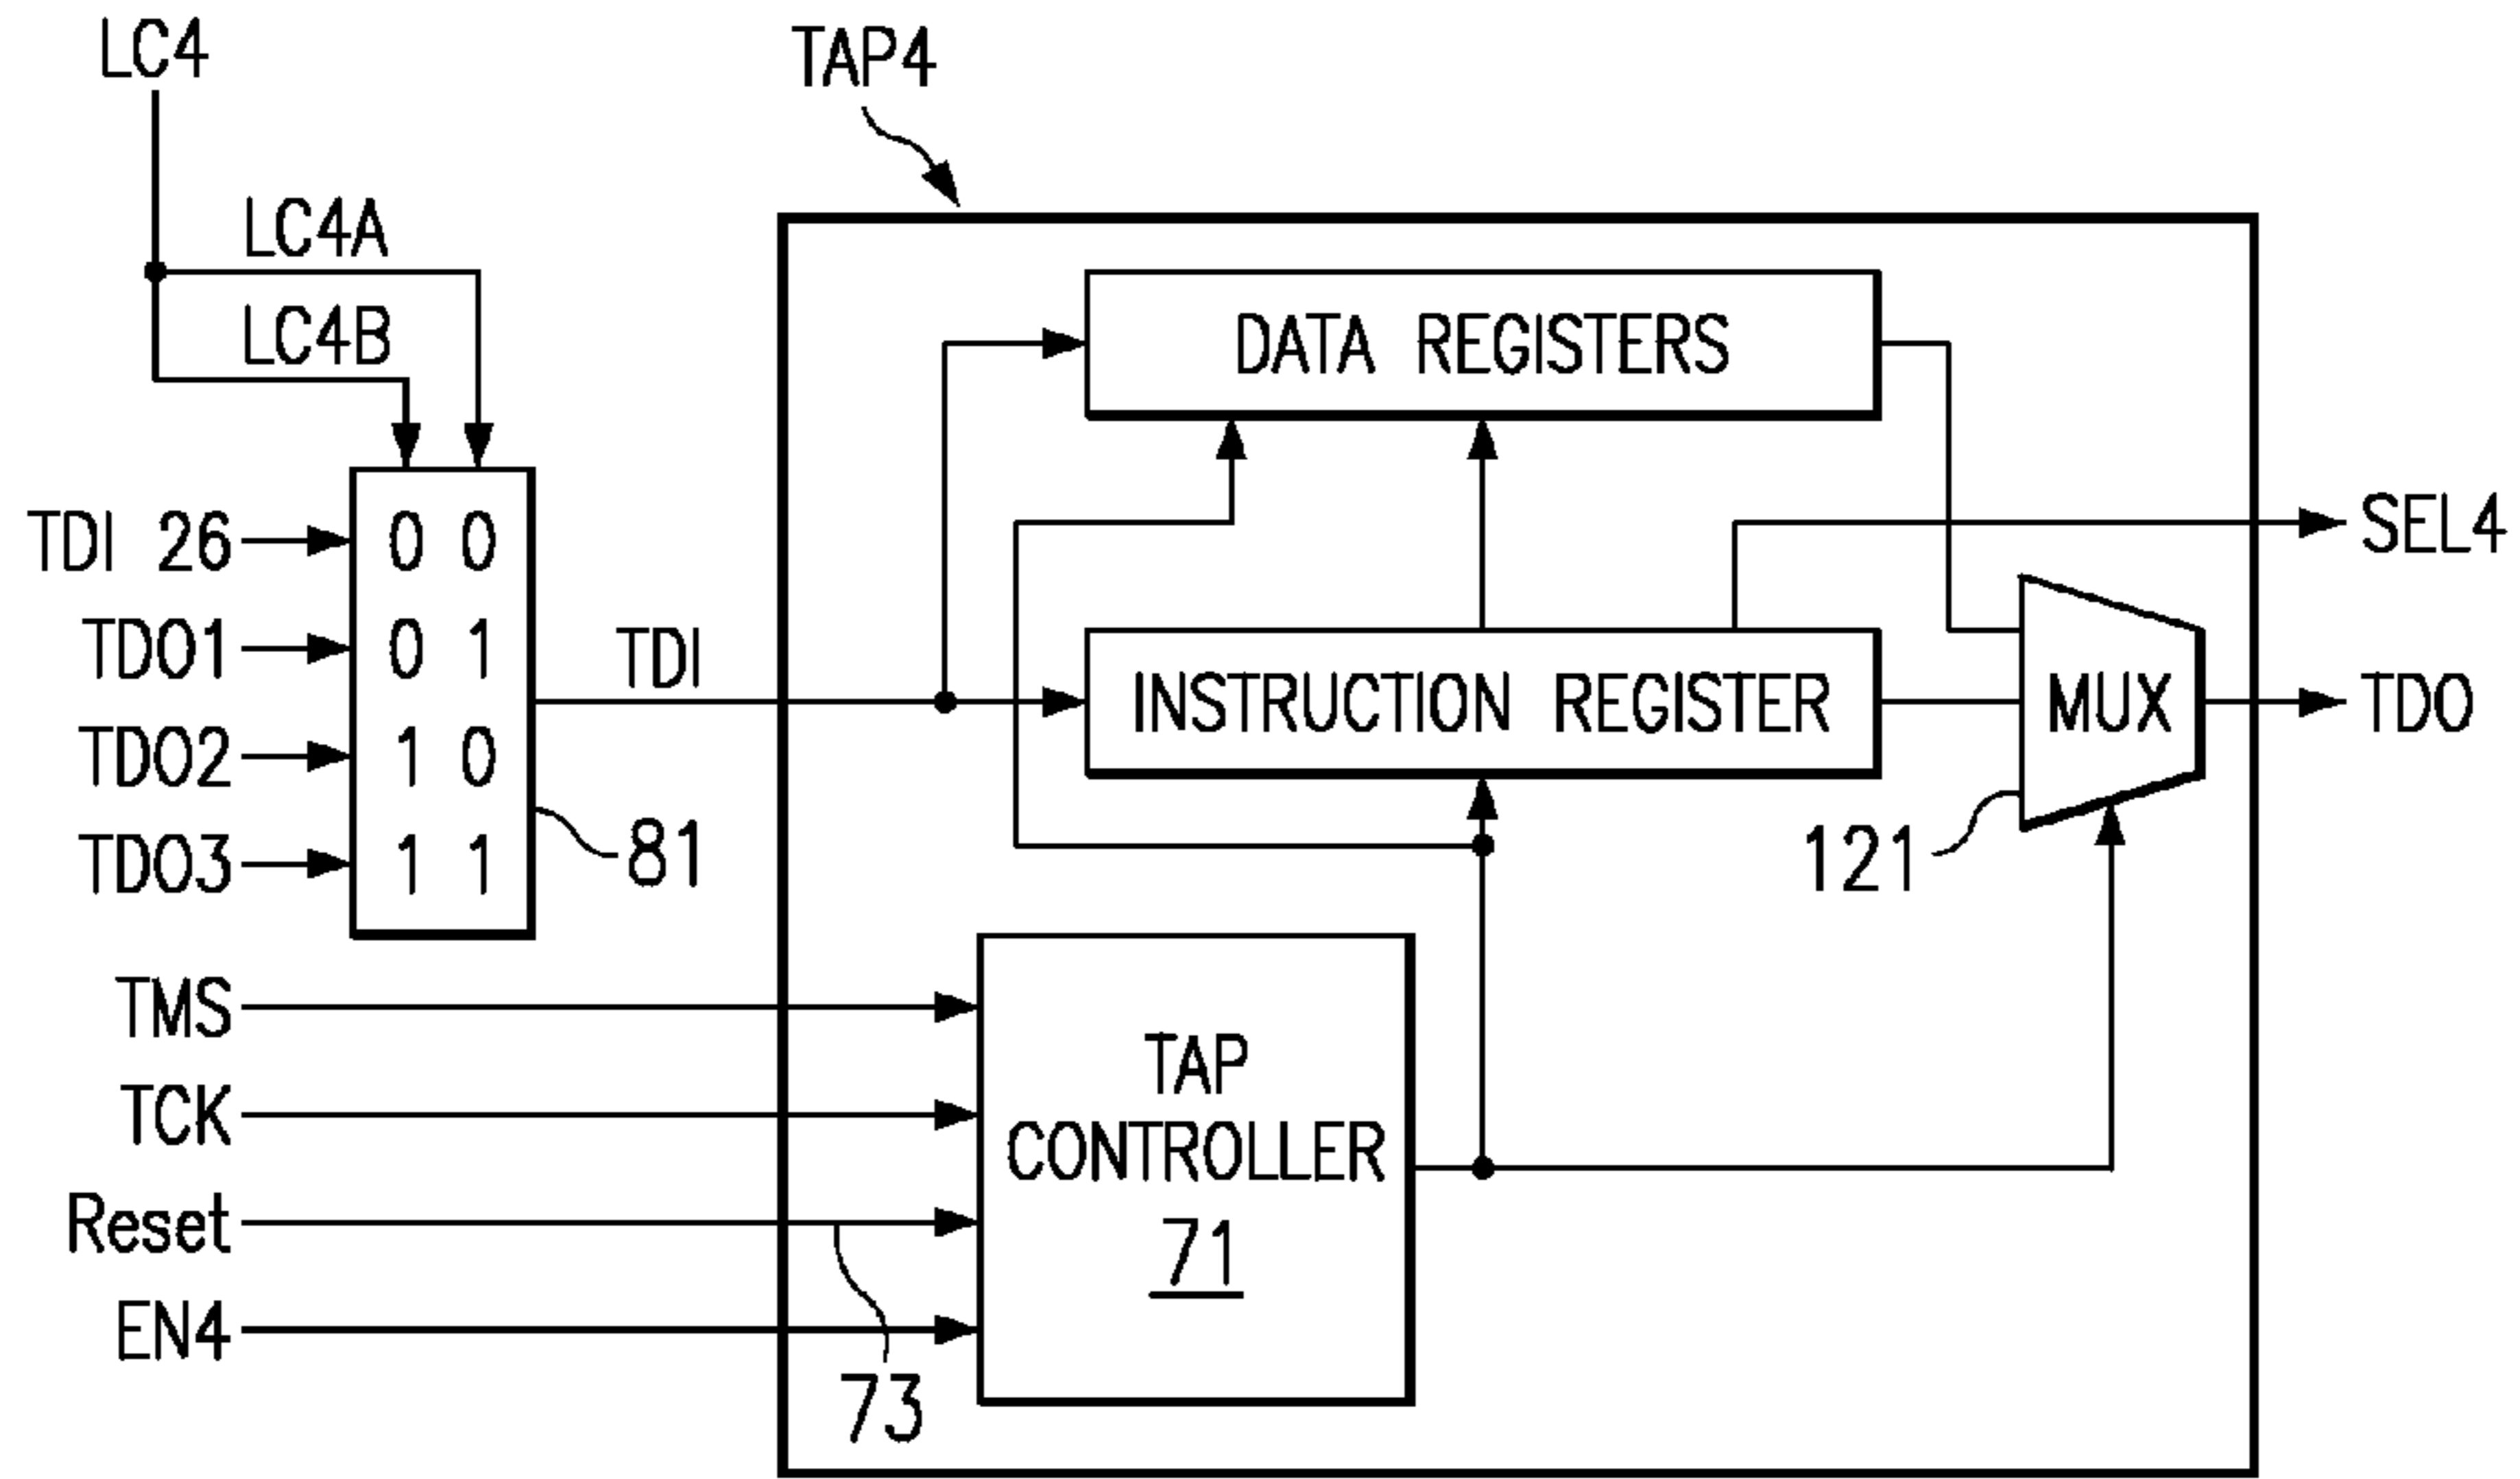 LC4
TAP4
LC4A
LC4B
DATA REGISTERS
TDI 26
0 0
SEL4
TDO1
0 1
TDI
INSTRUCTION REGISTER
MUX
TDO
TDO2
1 0
TDO3
1 1
81
121
TMS
TCK
Reset
EN4
TAP
CONTROLLER
71
73